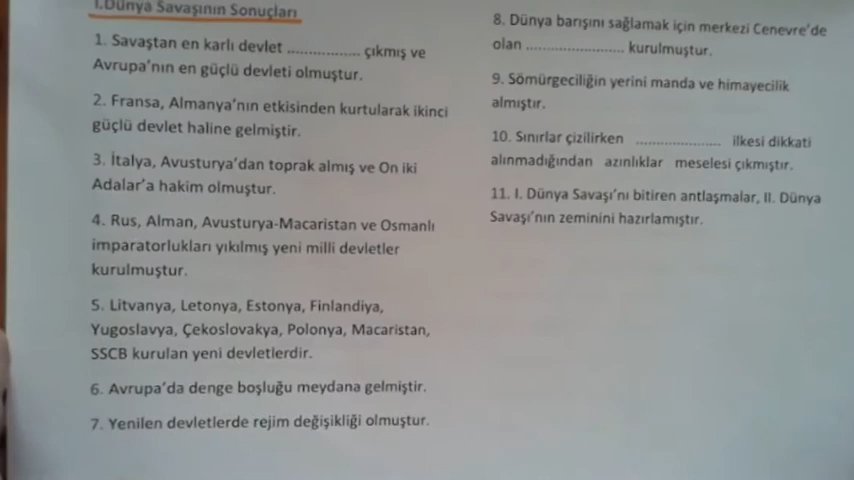 I.Dünya Savaşının Sonuçları
1. Savaştan en karlı devlet ................ çıkmış ve
Avrupa'nın en güçlü devleti olmuştur.
2. Fransa, Almanya'nın etkisinden kurtularak ikinci
güçlü devlet haline gelmiştir.
3. İtalya, Avusturya'dan toprak almış ve On iki
Adalar'a hakim olmuştur.
4. Rus, Alman, Avusturya-Macaristan ve Osmanlı
imparatorlukları yıkılmış yeni milli devletler
kurulmuştur.
5. Litvanya, Letonya, Estonya, Finlandiya,
Yugoslavya, Çekoslovakya, Polonya, Macaristan,
SSCB kurulan yeni devletlerdir.
6. Avrupa'da denge boşluğu meydana gelmiştir.
7. Yenilen devletlerde rejim değişikliği olmuştur.
8. Dünya barışını sağlamak için merkezi Cenevre'de
olan ...................... kurulmuştur.
9. Sömürgeciliğin yerini manda ve himayecilik
almıştır.
10. Sınırlar çizilirken ................... ilkesi dikkati
alınmadığından azınlıklar meselesi çıkmıştır.
11. I. Dünya Savaşı'nı bitiren antlaşmalar, II. Dünya
Savaşı'nın zeminini hazırlamıştır.